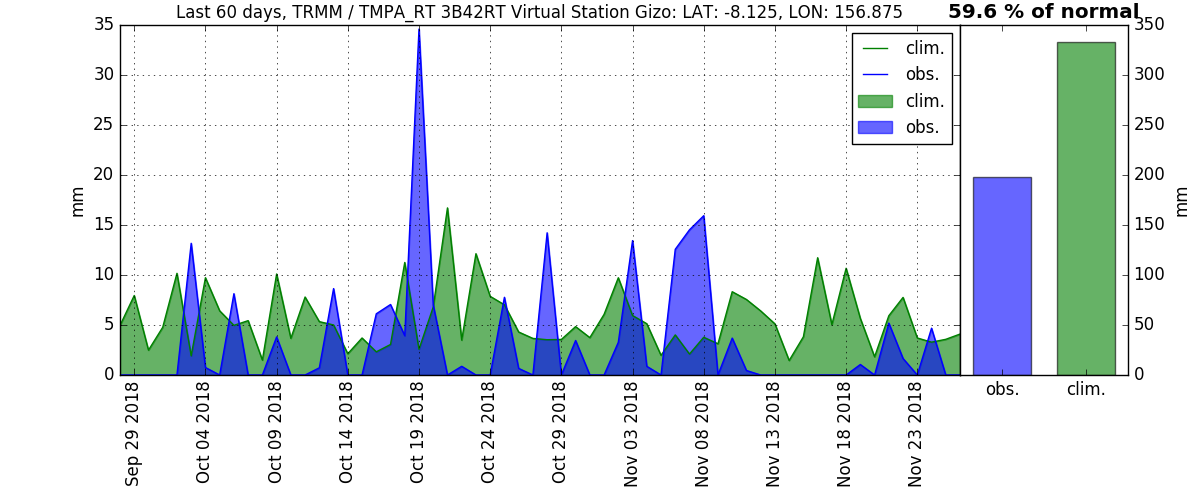 Last 60 days, TRMM / TMPA_RT 3B42RT Virtual Station Gizo: LAT: -8.125, LON: 156.875
59.6 % of normal
35
30
25
20
15
10
5
0
mm
clim.
obs.
clim.
obs.
350
300
250
200
150
100
50
0
mm
obs.
clim.
Sep 29 2018
Oct 04 2018
Oct 09 2018
Oct 14 2018
Oct 19 2018
Oct 24 2018
Oct 29 2018
Nov 03 2018
Nov 08 2018
Nov 13 2018
Nov 18 2018
Nov 23 2018